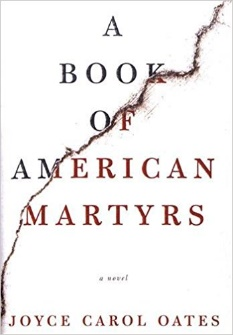 A
BOOK
OF
AMERICAN
MARTYRS
a novel
JOYCE CAROL OATES